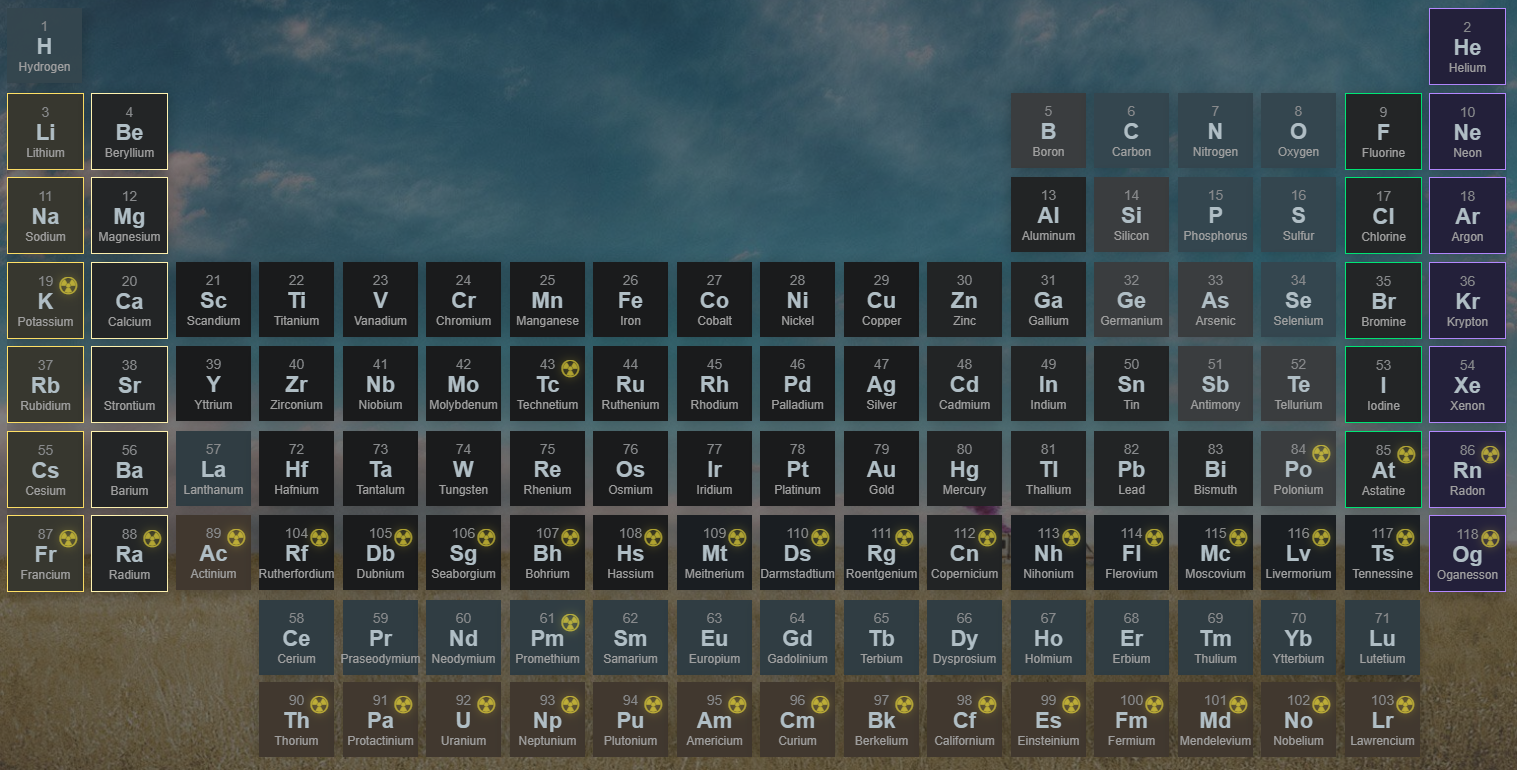 1
H
Hydrogen
2
He
Helium
3
Li
Lithium
4
Be
Beryllium
5
B
Boron
6
C
Carbon
7
N
Nitrogen
8
O
Oxygen
9
F
Fluorine
10
Ne
Neon
11
Na
Sodium
12
Mg
Magnesium
13
Al
Aluminum
14
Si
Silicon
15
P
Phosphorus
16
S
Sulfur
17
Cl
Chlorine
18
Ar
Argon
19
K
Potassium
20
Ca
Calcium
21
Sc
Scandium
22
Ti
Titanium
23
V
Vanadium
24
Cr
Chromium
25
Mn
Manganese
26
Fe
Iron
27
Co
Cobalt
28
Ni
Nickel
29
Cu
Copper
30
Zn
Zinc
31
Ga
Gallium
32
Ge
Germanium
33
As
Arsenic
34
Se
Selenium
35
Br
Bromine
36
Kr
Krypton
37
Rb
Rubidium
38
Sr
Strontium
39
Y
Yttrium
40
Zr
Zirconium
41
Nb
Niobium
42
Mo
Molybdenum
43
Tc
Technetium
44
Ru
Ruthenium
45
Rh
Rhodium
46
Pd
Palladium
47
Ag
Silver
48
Cd
Cadmium
49
In
Indium
50
Sn
Tin
51
Sb
Antimony
52
Te
Tellurium
53
I
Iodine
54
Xe
Xenon
55
Cs
Cesium
56
Ba
Barium
57
La
Lanthanum
72
Hf
Hafnium
73
Ta
Tantalum
74
W
Tungsten
75
Re
Rhenium
76
Os
Osmium
77
Ir
Iridium
78
Pt
Platinum
79
Au
Gold
80
Hg
Mercury
81
Tl
Thallium
82
Pb
Lead
83
Bi
Bismuth
84
Po
Polonium
85
At
Astatine
86
Rn
Radon
87
Fr
Francium
88
Ra
Radium
89
Ac
Actinium
104
Rf
Rutherfordium
105
Db
Dubnium
106
Sg
Seaborgium
107
Bh
Bohrium
108
Hs
Hassium
109
Mt
Meitnerium
110
Ds
Darmstadtium
111
Rg
Roentgenium
112
Cn
Copernicium
113
Nh
Nihonium
114
Fl
Flerovium
115
Mc
Moscovium
116
Lv
Livermorium
117
Ts
Tennessine
118
Og
Oganesson
58
Ce
Cerium
59
Pr
Praseodymium
60
Nd
Neodymium
61
Pm
Promethium
62
Sm
Samarium
63
Eu
Europium
64
Gd
Gadolinium
65
Tb
Terbium
66
Dy
Dysprosium
67
Ho
Holmium
68
Er
Erbium
69
Tm
Thulium
70
Yb
Ytterbium
71
Lu
Lutetium
90
Th
Thorium
91
Pa
Protactinium
92
U
Uranium
93
Np
Neptunium
94
Pu
Plutonium
95
Am
Americium
96
Cm
Curium
97
Bk
Berkelium
98
Cf
Californium
99
Es
Einsteinium
100
Fm
Fermium
101
Md
Mendelevium
102
No
Nobelium
103
Lr
Lawrencium